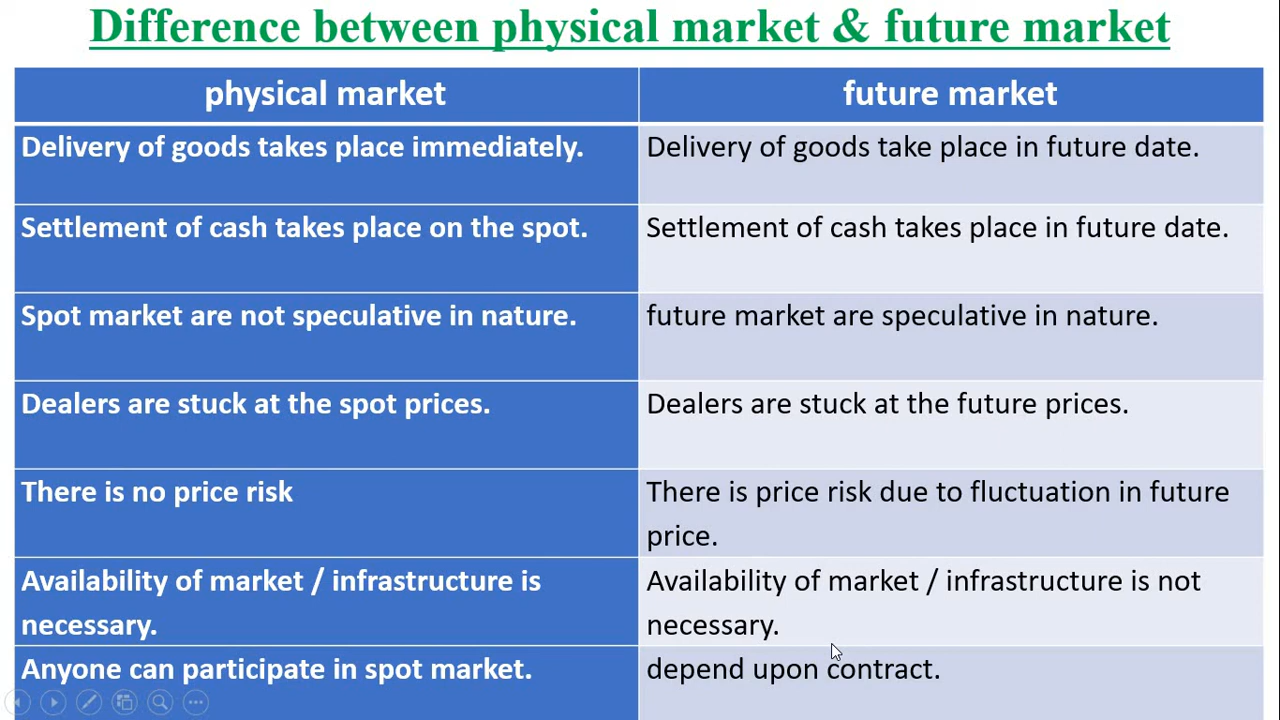 Difference between physical market & future market
physical market
future market
Delivery of goods takes place immediately.
Delivery of goods take place in future date.
Settlement of cash takes place on the spot.
Settlement of cash takes place in future date.
Spot market are not speculative in nature.
future market are speculative in nature.
Dealers are stuck at the spot prices.
Dealers are stuck at the future prices.
There is no price risk
There is price risk due to fluctuation in future
price.
Availability of market / infrastructure is
necessary.
Availability of market / infrastructure is not
necessary.
Anyone can participate in spot market.
depend upon contract.